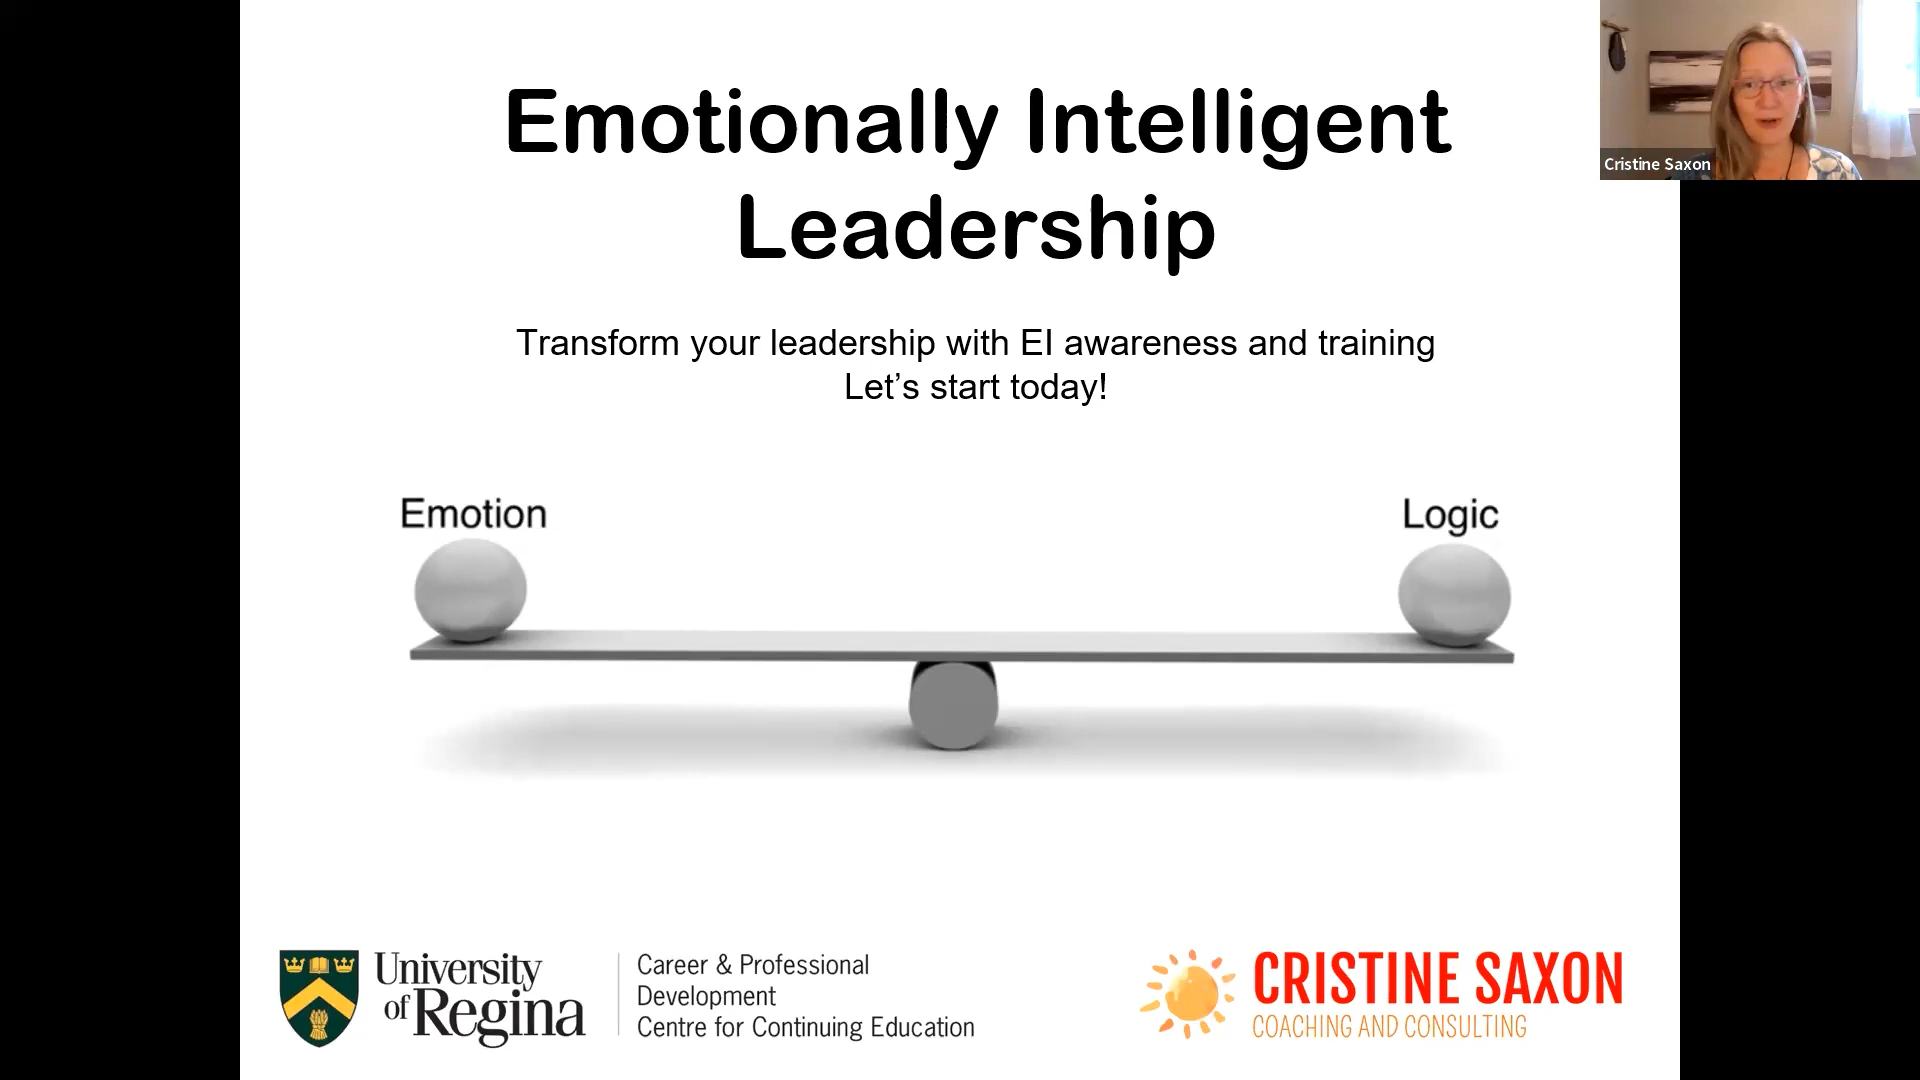 Emotionally Intelligent
Leadership
Transform your leadership with EI awareness and training
Let’s start today!
Emotion
Logic
University
of Regina
Career & Professional
Development
Centre for Continuing Education
CRISTINE SAXON
COACHING AND CONSULTING
Cristine Saxon